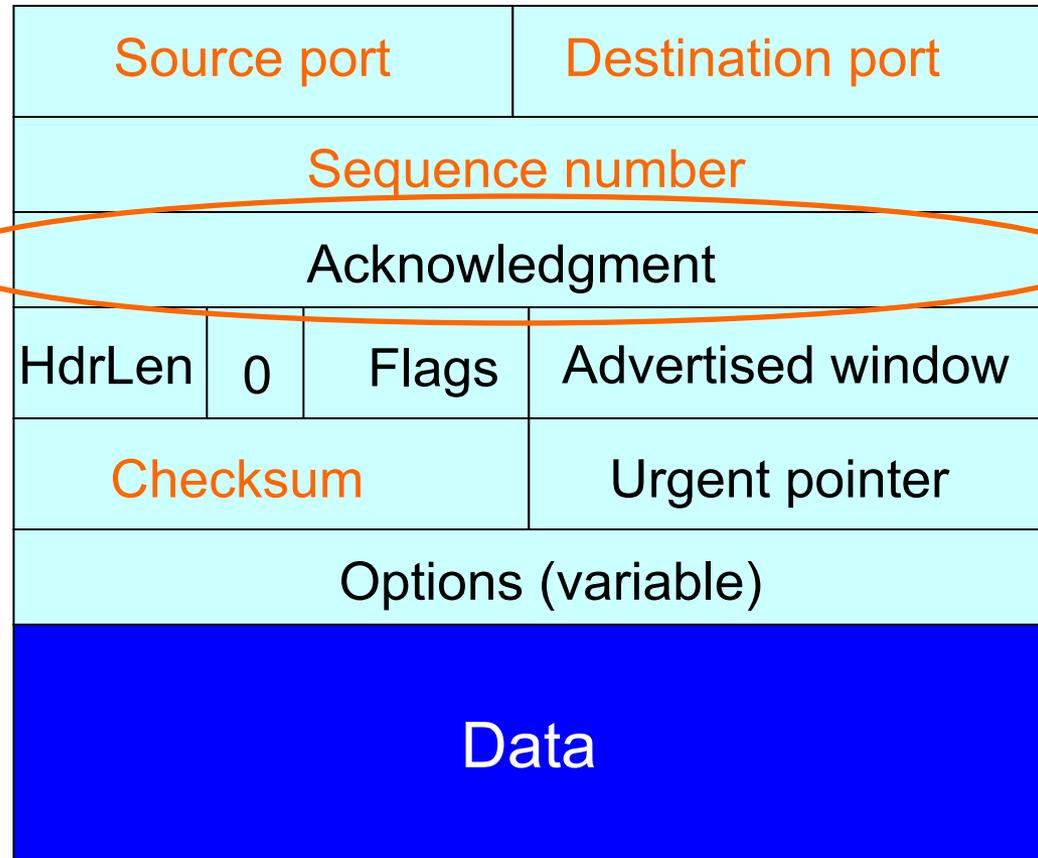 Source port Destination port
Sequence number
Acknowledgment
HdrLen 0 Flags Advertised window
Checksum Urgent pointer
Options (variable)
Data